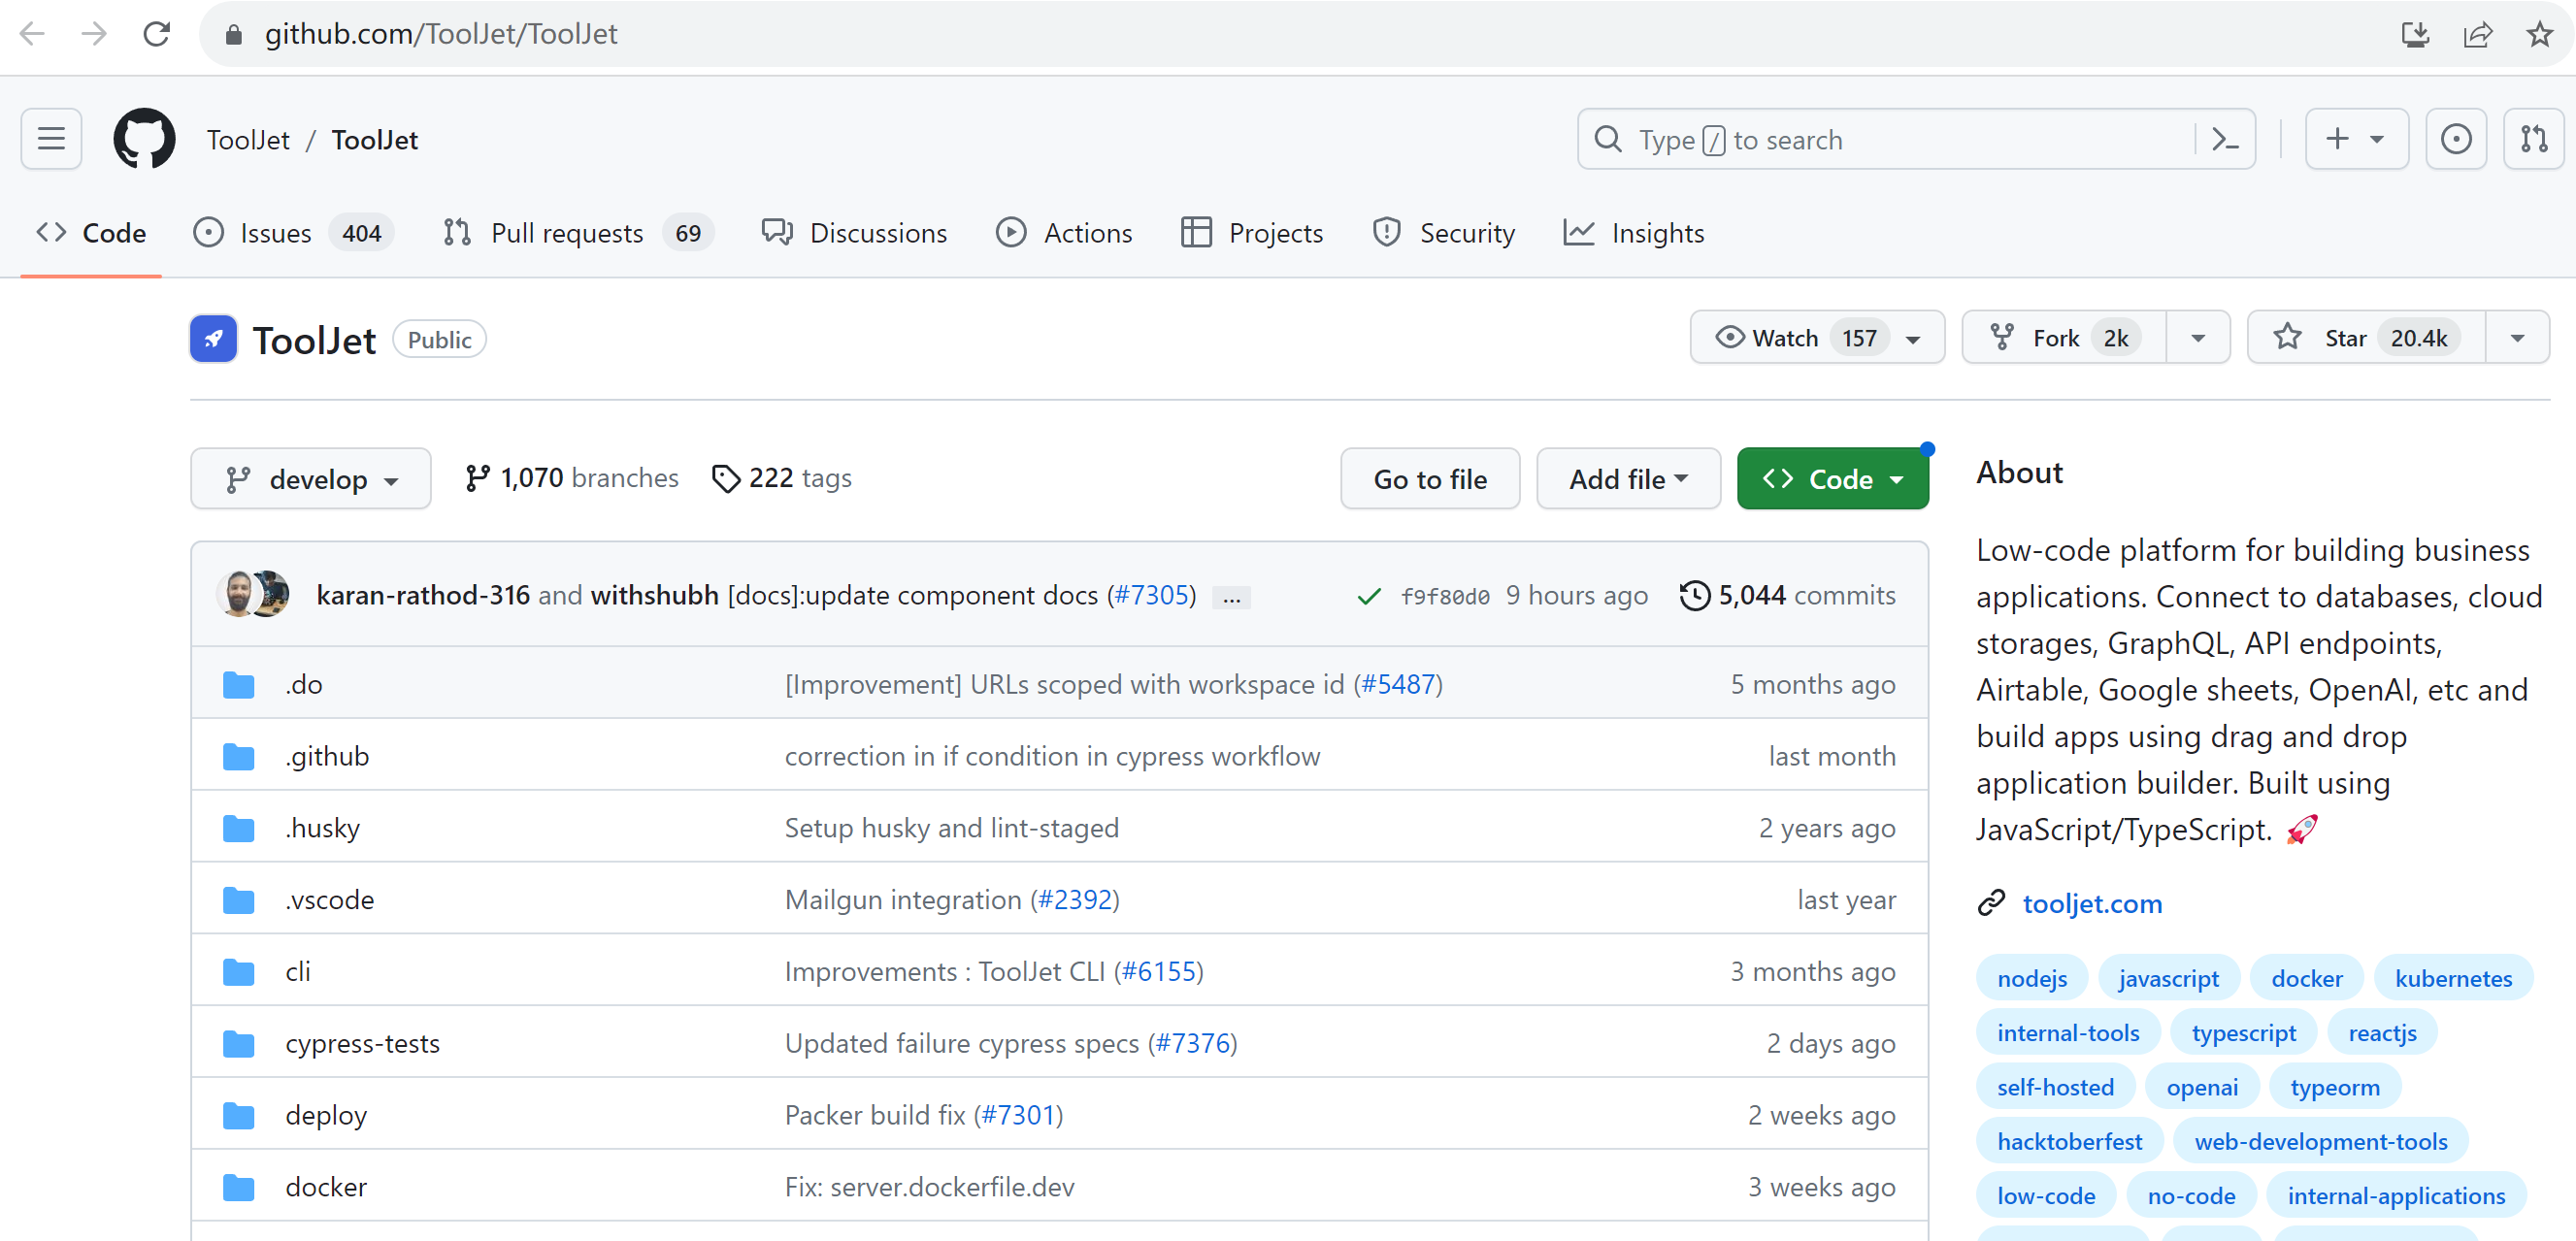 github.com/ToolJet/ToolJet
ToolJet / ToolJet
Type / to search
Code
Issues 404
Pull requests 69
Discussions
Actions
Projects
Security
Insights
ToolJet Public
Watch 157
Fork 2k
Star 20.4k
develop
1,070 branches
222 tags
Go to file
Add file
Code
karan-rathod-316 and withshubh [docs]:update component docs (#7305) ...
f9f80d0 9 hours ago
5,044 commits
.do [Improvement] URLs scoped with workspace id (#5487) 5 months ago
.github correction in if condition in cypress workflow last month
.husky Setup husky and lint-staged 2 years ago
.vscode Mailgun integration (#2392) last year
cli Improvements : ToolJet CLI (#6155) 3 months ago
cypress-tests Updated failure cypress specs (#7376) 2 days ago
deploy Packer build fix (#7301) 2 weeks ago
docker Fix: server.dockerfile.dev 3 weeks ago
About
Low-code platform for building business
applications. Connect to databases, cloud
storages, GraphQL, API endpoints,
Airtable, Google sheets, OpenAI, etc and
build apps using drag and drop
application builder. Built using
JavaScript/TypeScript. 🚀
tooljet.com
nodejs javascript docker kubernetes
internal-tools typescript reactjs
self-hosted openai typeorm
hacktoberfest web-development-tools
low-code no-code internal-applications